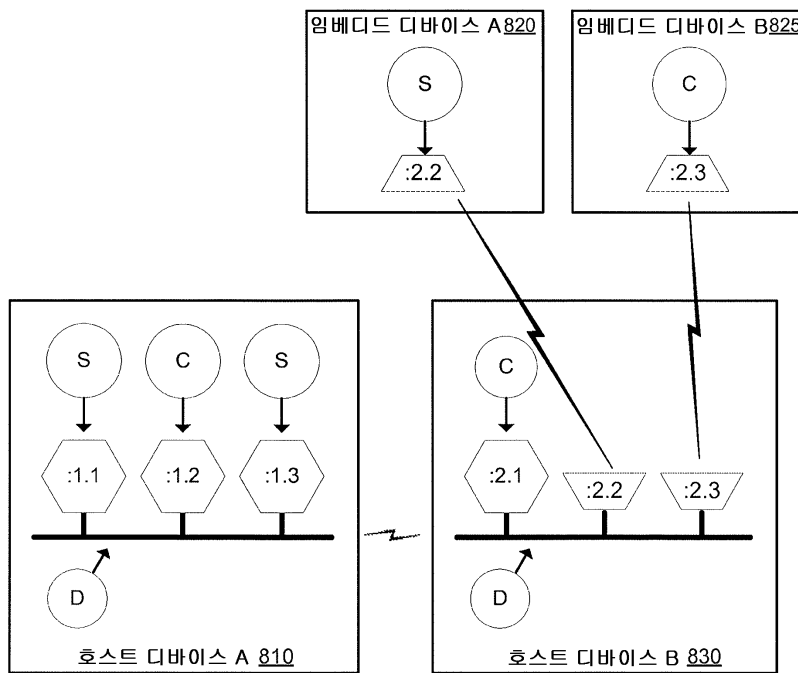 임베디드 디바이스 A 820
임베디드 디바이스 B 825
S
C
:2.2
:2.3
S
C
S
C
:1.1
:1.2
:1.3
:2.1
:2.2
:2.3
D
D
호스트 디바이스 A 810
호스트 디바이스 B 830